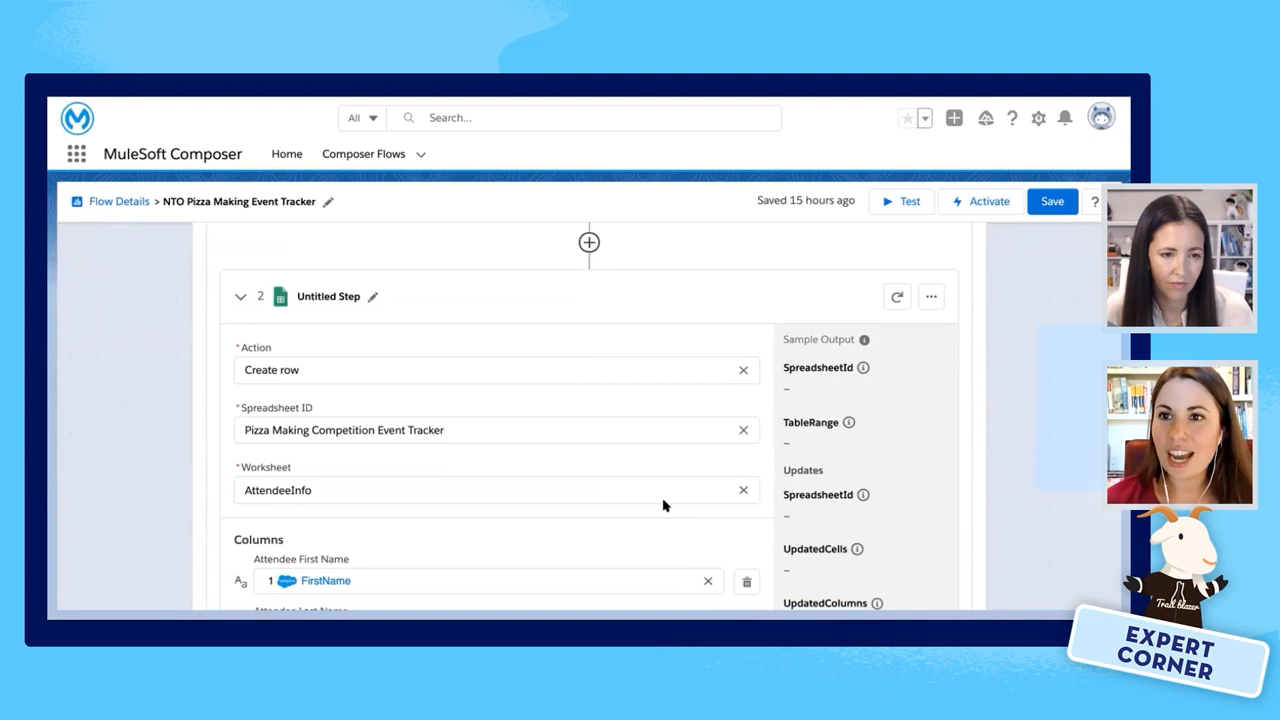 All
Search...
MuleSoft Composer
Home
Composer Flows
Flow Details > NTO Pizza Making Event Tracker
Saved 15 hours ago
Test
Activate
Save
?
2 Untitled Step
* Action
Create row
* Spreadsheet ID
Pizza Making Competition Event Tracker
* Worksheet
AttendeeInfo
Columns
Attendee First Name
Aa 1 FirstName
Sample Output
SpreadsheetId
–
TableRange
–
Updates
SpreadsheetId
–
UpdatedCells
–
UpdatedColumns
Trailblazer
EXPERT
CORNER